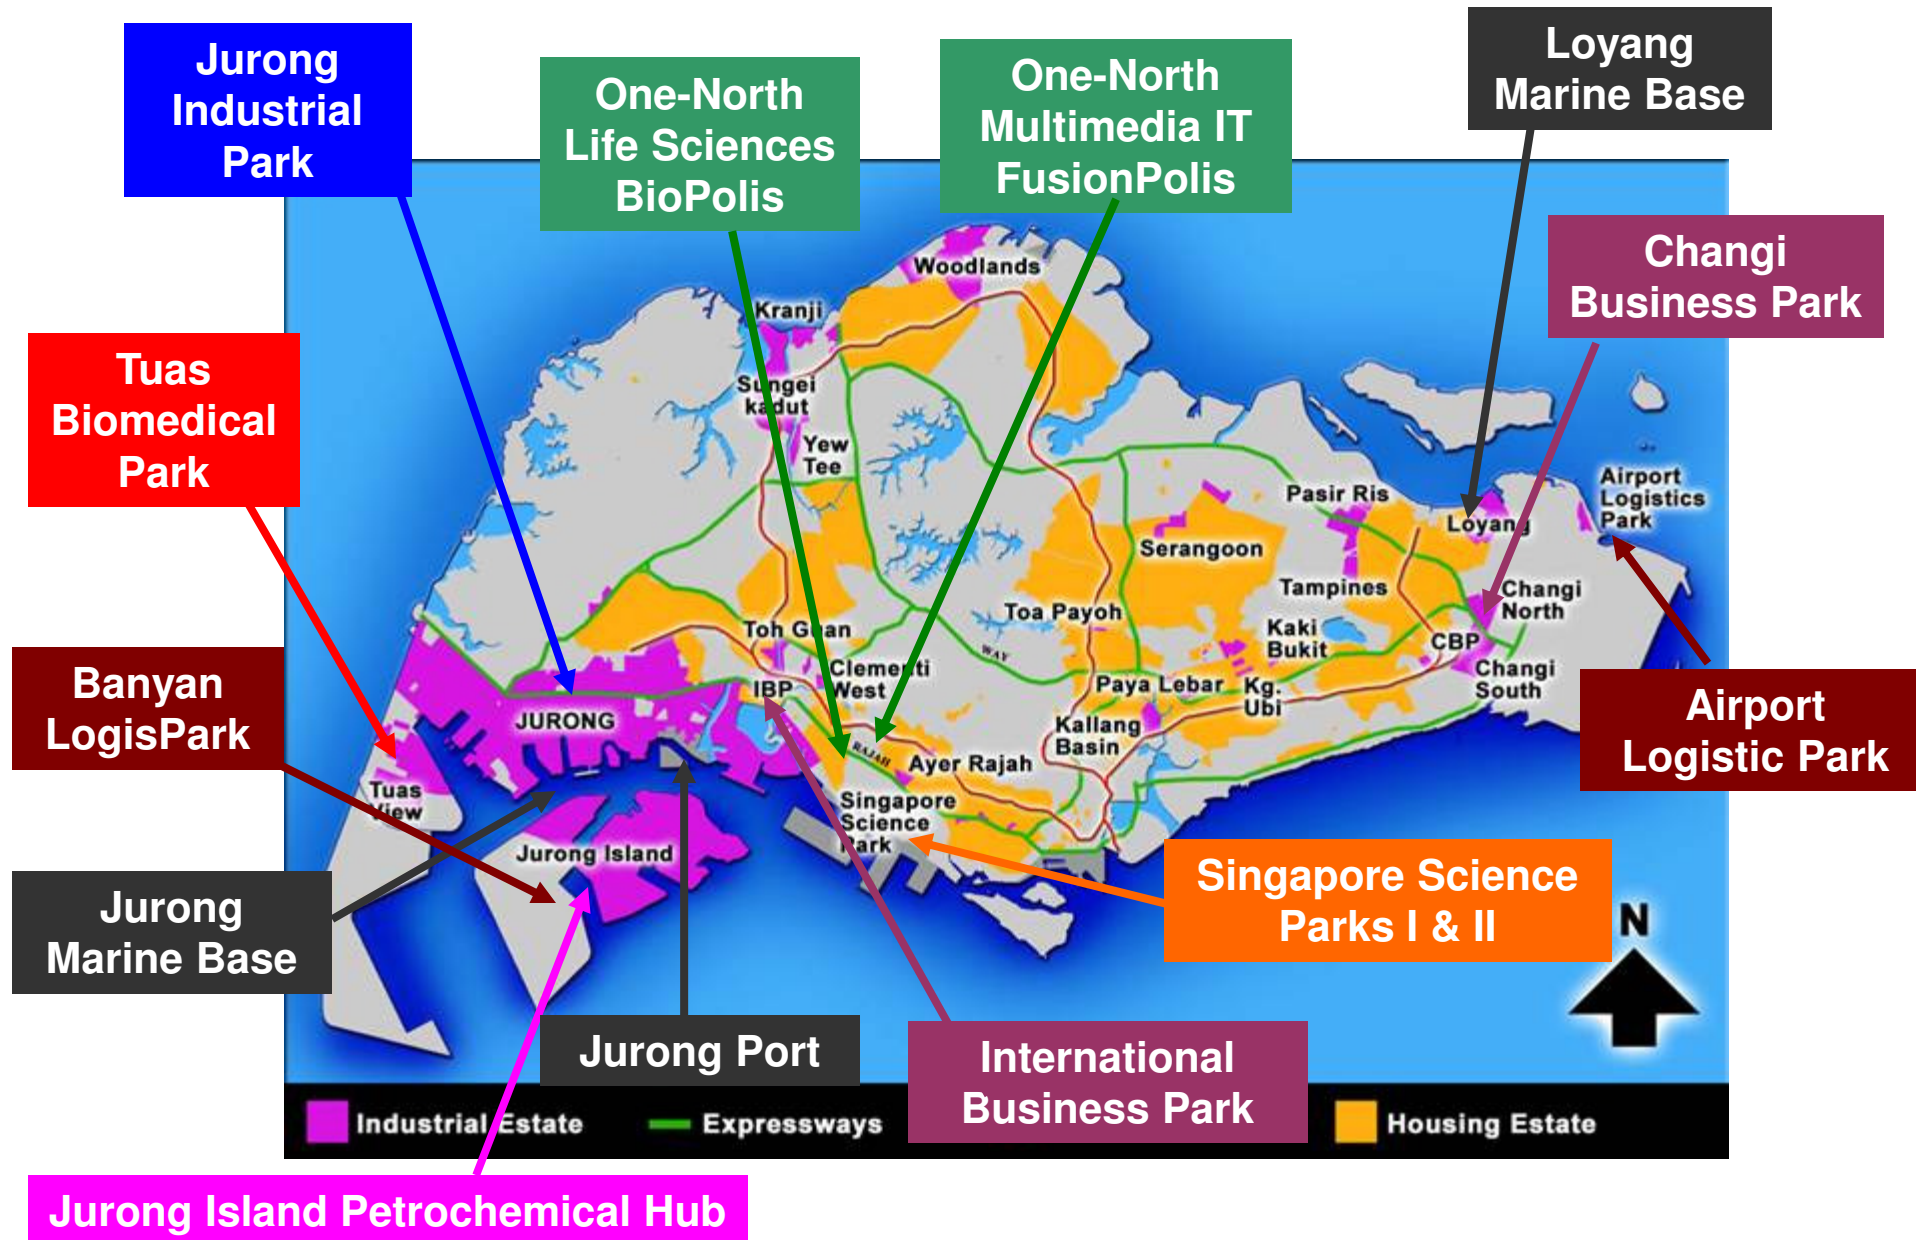 Jurong
Industrial
Park
One-North
Life Sciences
BioPolis
One-North
Multimedia IT
FusionPolis
Loyang
Marine Base
Changi
Business Park
Tuas
Biomedical
Park
Banyan
LogisPark
Jurong
Marine Base
Airport
Logistic Park
Singapore Science
Parks I & II
Jurong Port
International
Business Park
Jurong Island Petrochemical Hub
Woodlands
Kranji
Sungei
kadut
Yew
Tee
Pasir Ris
Airport
Logistics
Park
Loyang
Serangoon
Tampines
Changi
North
Toa Payoh
Toh Guan
Kaki
Bukit
CBP
WAY
Clementi
West
Changi
South
IBP
Paya Lebar
Kg.
Ubi
JURONG
Kallang
Basin
RAJAH
Ayer Rajah
Tuas
View
Singapore
Science
Park
Jurong Island
N
Industrial Estate
Expressways
Housing Estate